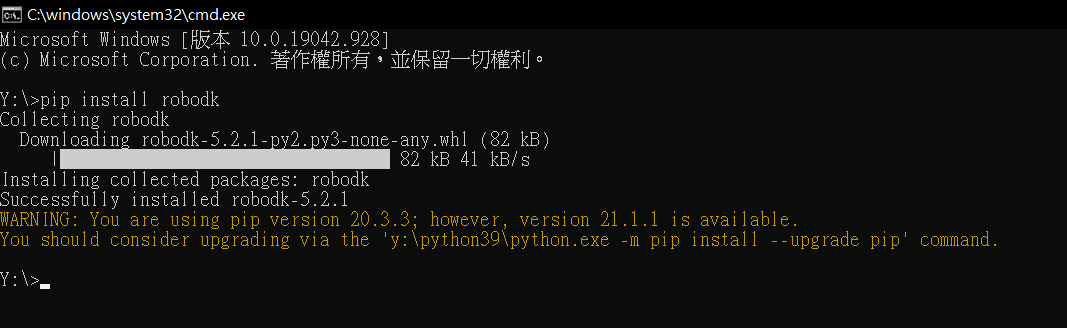 C:\windows\system32\cmd.exe
Microsoft Windows [版本 10.0.19042.928]
(c) Microsoft Corporation. 著作權所有，並保留一切權利。
Y:\>pip install robodk
Collecting robodk
  Downloading robodk-5.2.1-py2.py3-none-any.whl (82 kB)
     | 82 kB 41 kB/s
Installing collected packages: robodk
Successfully installed robodk-5.2.1
WARNING: You are using pip version 20.3.3; however, version 21.1.1 is available.
You should consider upgrading via the 'y:\python39\python.exe -m pip install --upgrade pip' command.
Y:\>